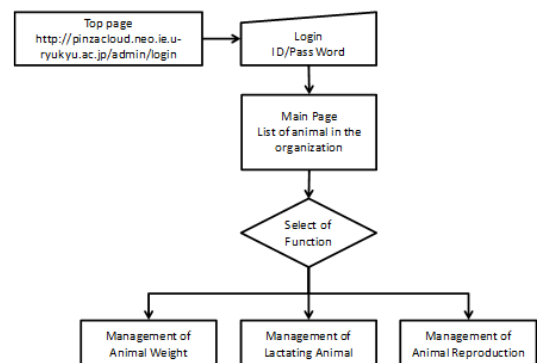 Top page
http://pinzacloud.neo.ie.u-
ryukyu.ac.jp/admin/login
Login
ID/Pass Word
Main Page
List of animal in the
organization
Select of
Function
Management of
Animal Weight
Management of
Lactating Animal
Management of
Animal Reproduction